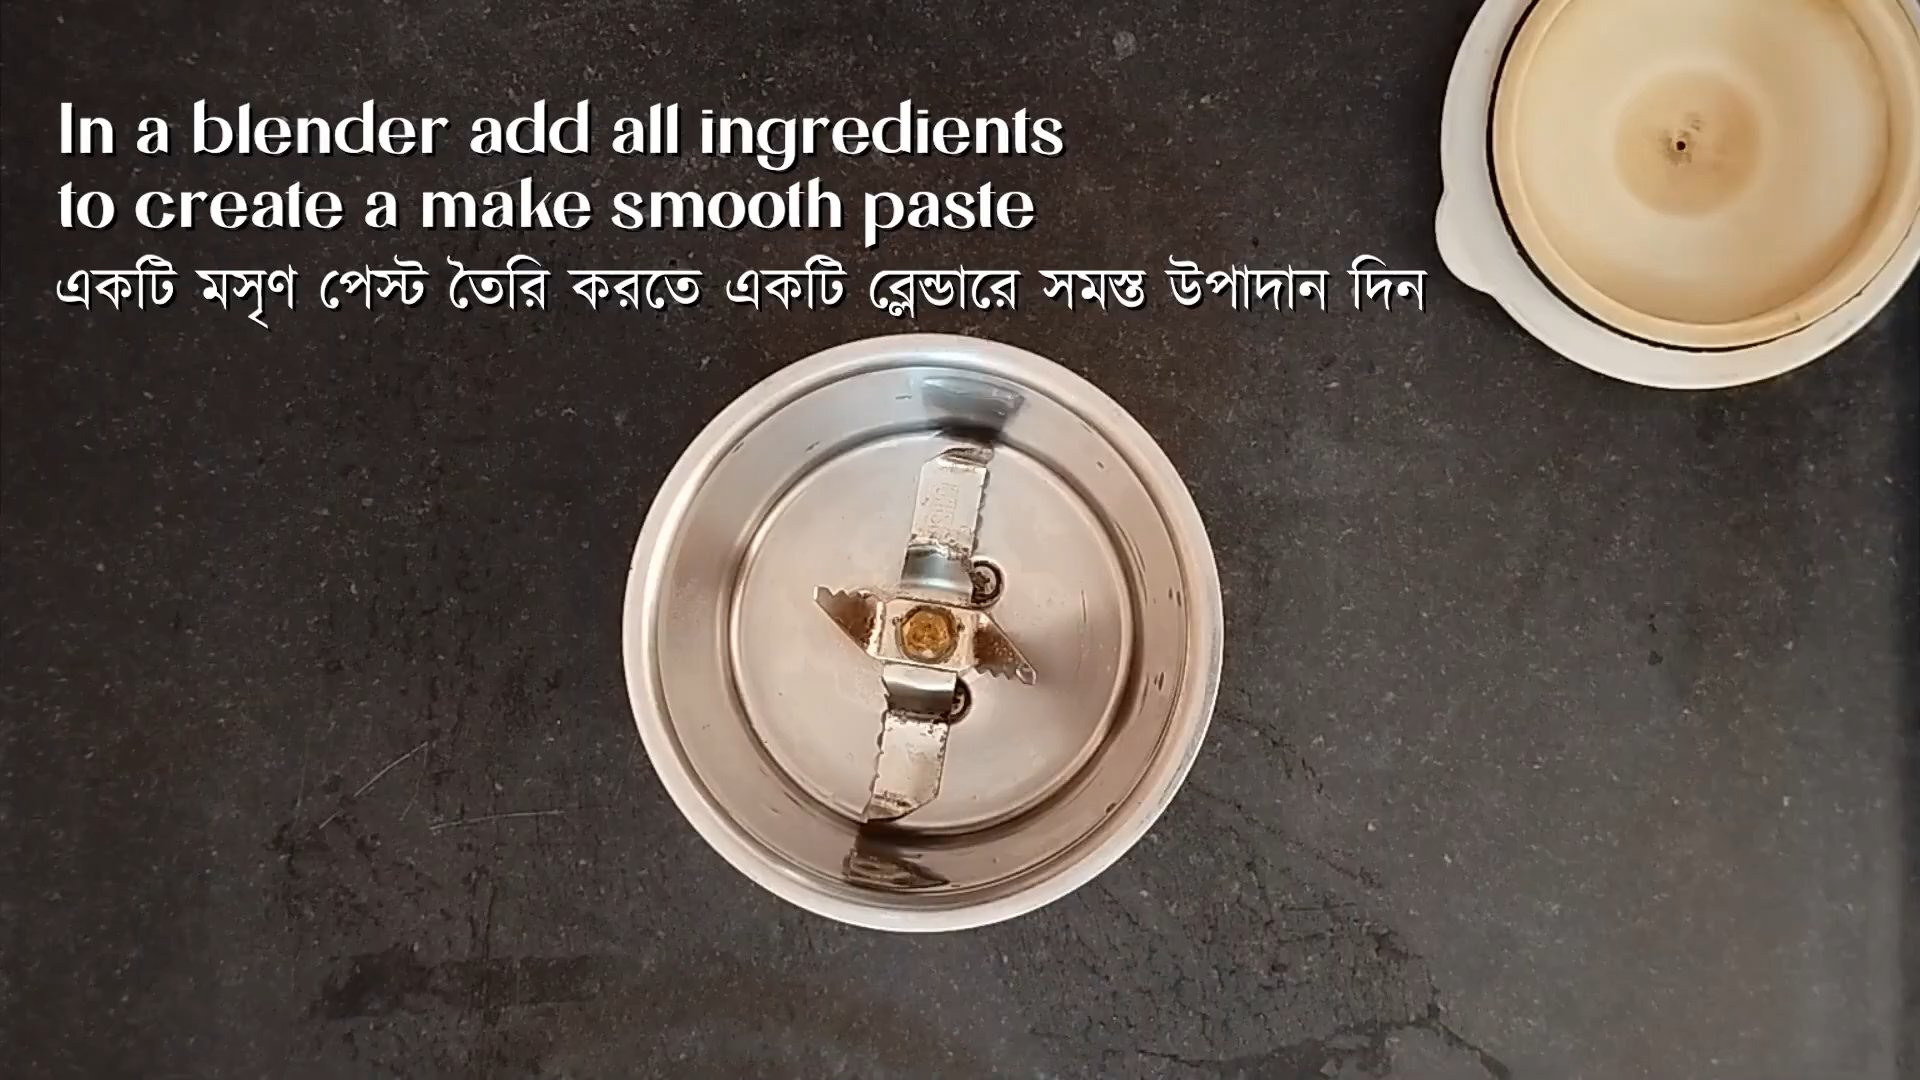 In a blender add all ingredients
to create a make smooth paste
একটি মসৃণ পেস্ট তৈরি করতে একটি ব্লেন্ডারে সমস্ত উপাদান দিন